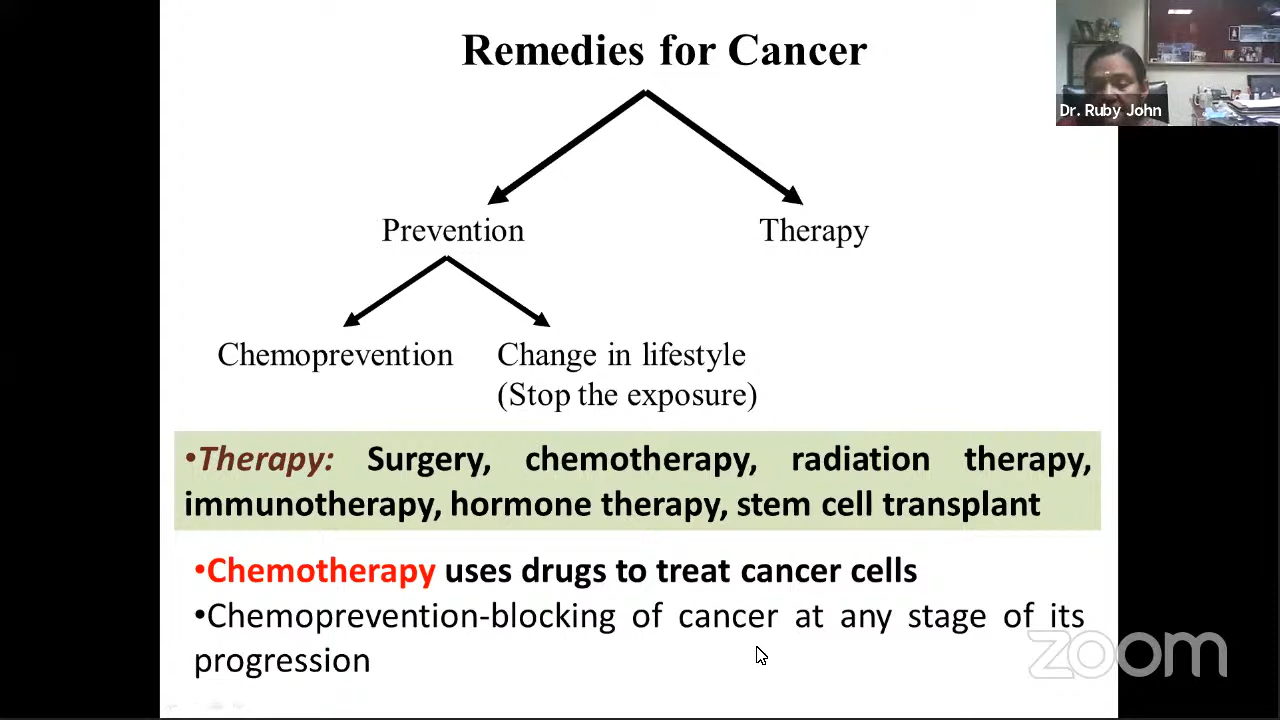 Remedies for Cancer
Dr. Ruby John
Prevention
Therapy
Chemoprevention
Change in lifestyle
(Stop the exposure)
•Therapy: Surgery, chemotherapy, radiation therapy,
immunotherapy, hormone therapy, stem cell transplant
•Chemotherapy uses drugs to treat cancer cells
•Chemoprevention-blocking of cancer at any stage of its
progression
zoom